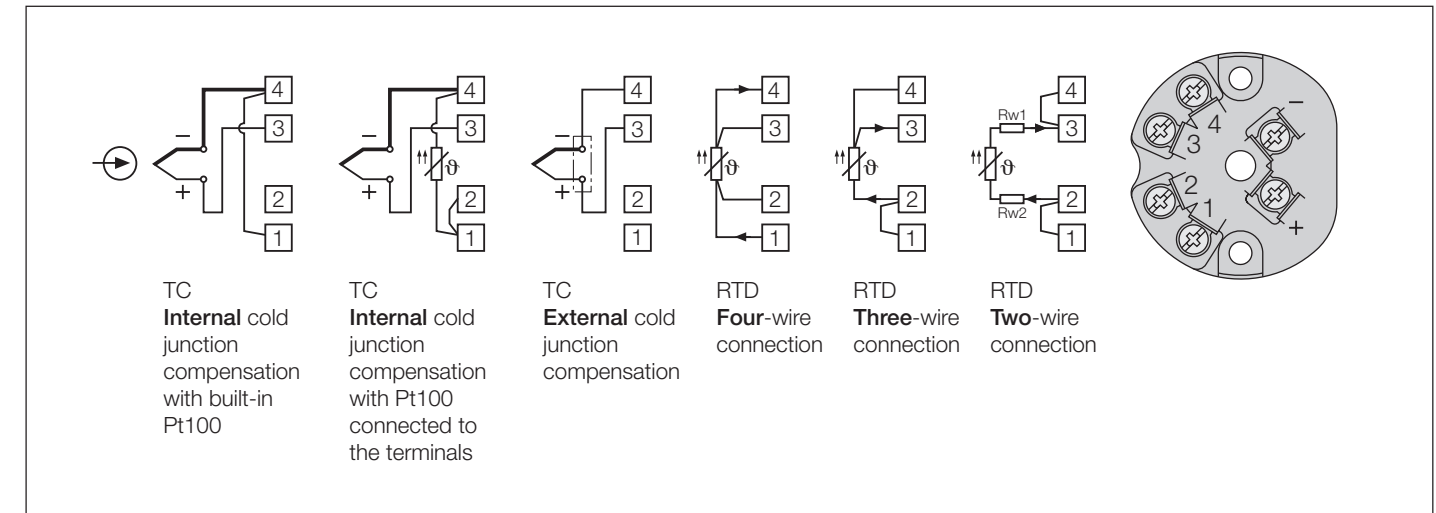 4
3
2
1
−
+
4
3
2
1
−
+
ϑ
4
3
2
1
−
+
4
3
2
1
ϑ
4
3
2
1
ϑ
4
3
2
1
Rw1
Rw2
ϑ
4
3
2
1
−
+
TC
Internal cold
junction
compensation
with built-in
Pt100
TC
Internal cold
junction
compensation
with Pt100
connected to
the terminals
TC
External cold
junction
compensation
RTD
Four-wire
connection
RTD
Three-wire
connection
RTD
Two-wire
connection